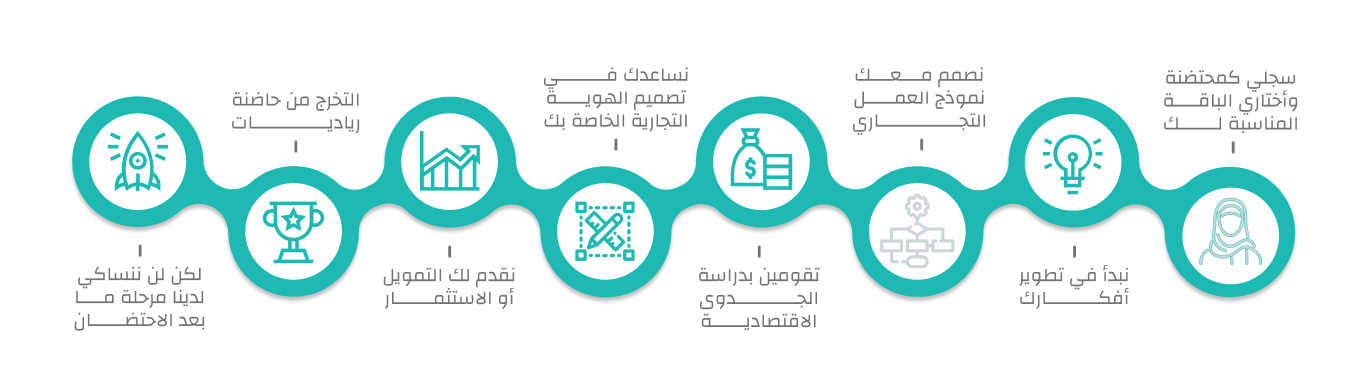 سجلي كمحتضنة
وأختاري الباقة
المناسبة لك
نبدأ في تطوير
أفكارك
نصمم معك
نموذج العمل
التجاري
تقومين بدراسة
الجدوى
الاقتصادية
نساعدك في
تصميم الهوية
التجارية الخاصة بك
نقدم لك التمويل
أو الاستثمار
التخرج من حاضنة
رياديات
لكن لن ننساكي
لدينا مرحلة ما
بعد الاحتضان